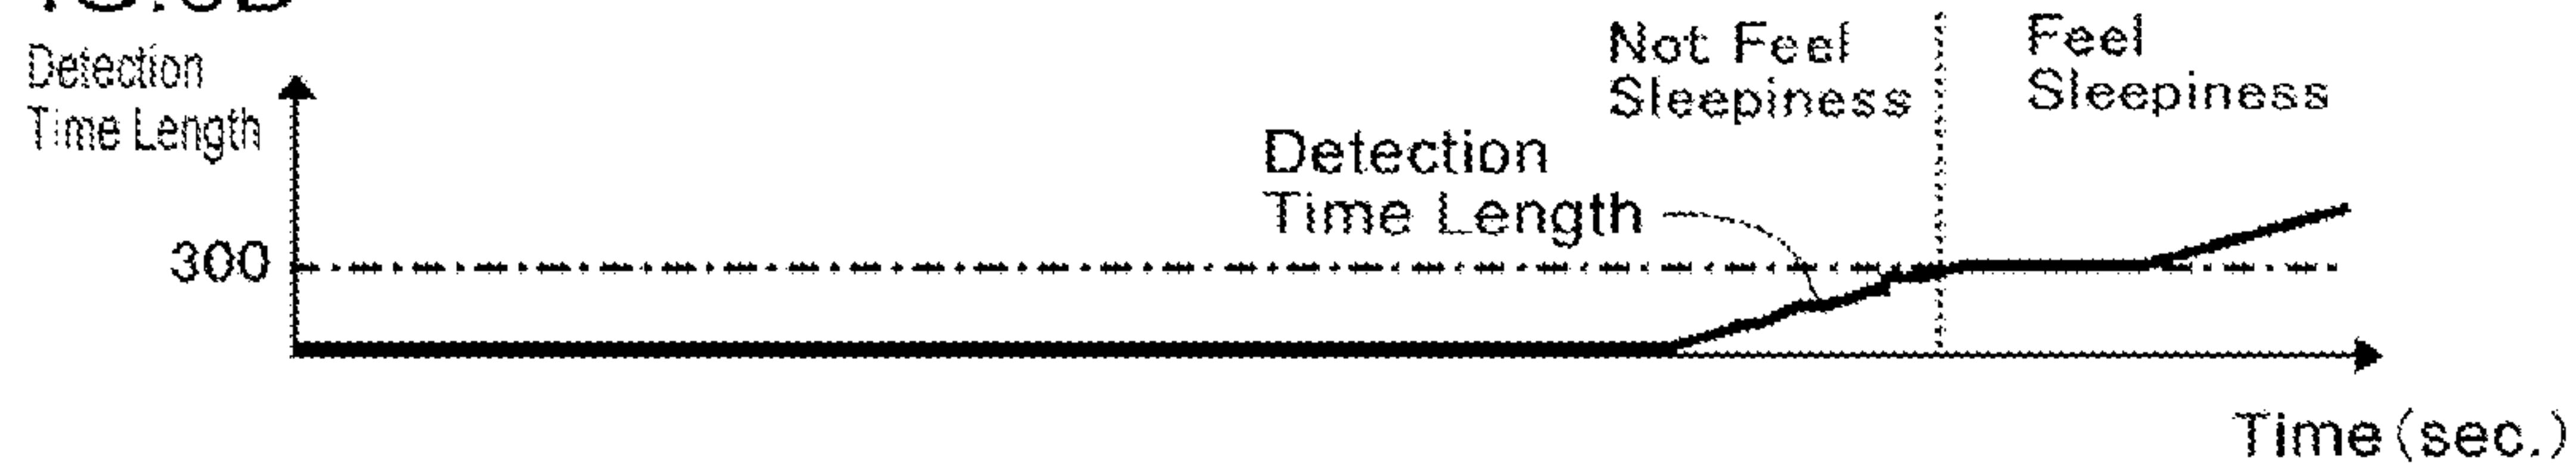 Detection
Time Length
Not Feel
Sleepiness
Feel
Sleepiness
Detection
Time Length
300
Time(sec.)